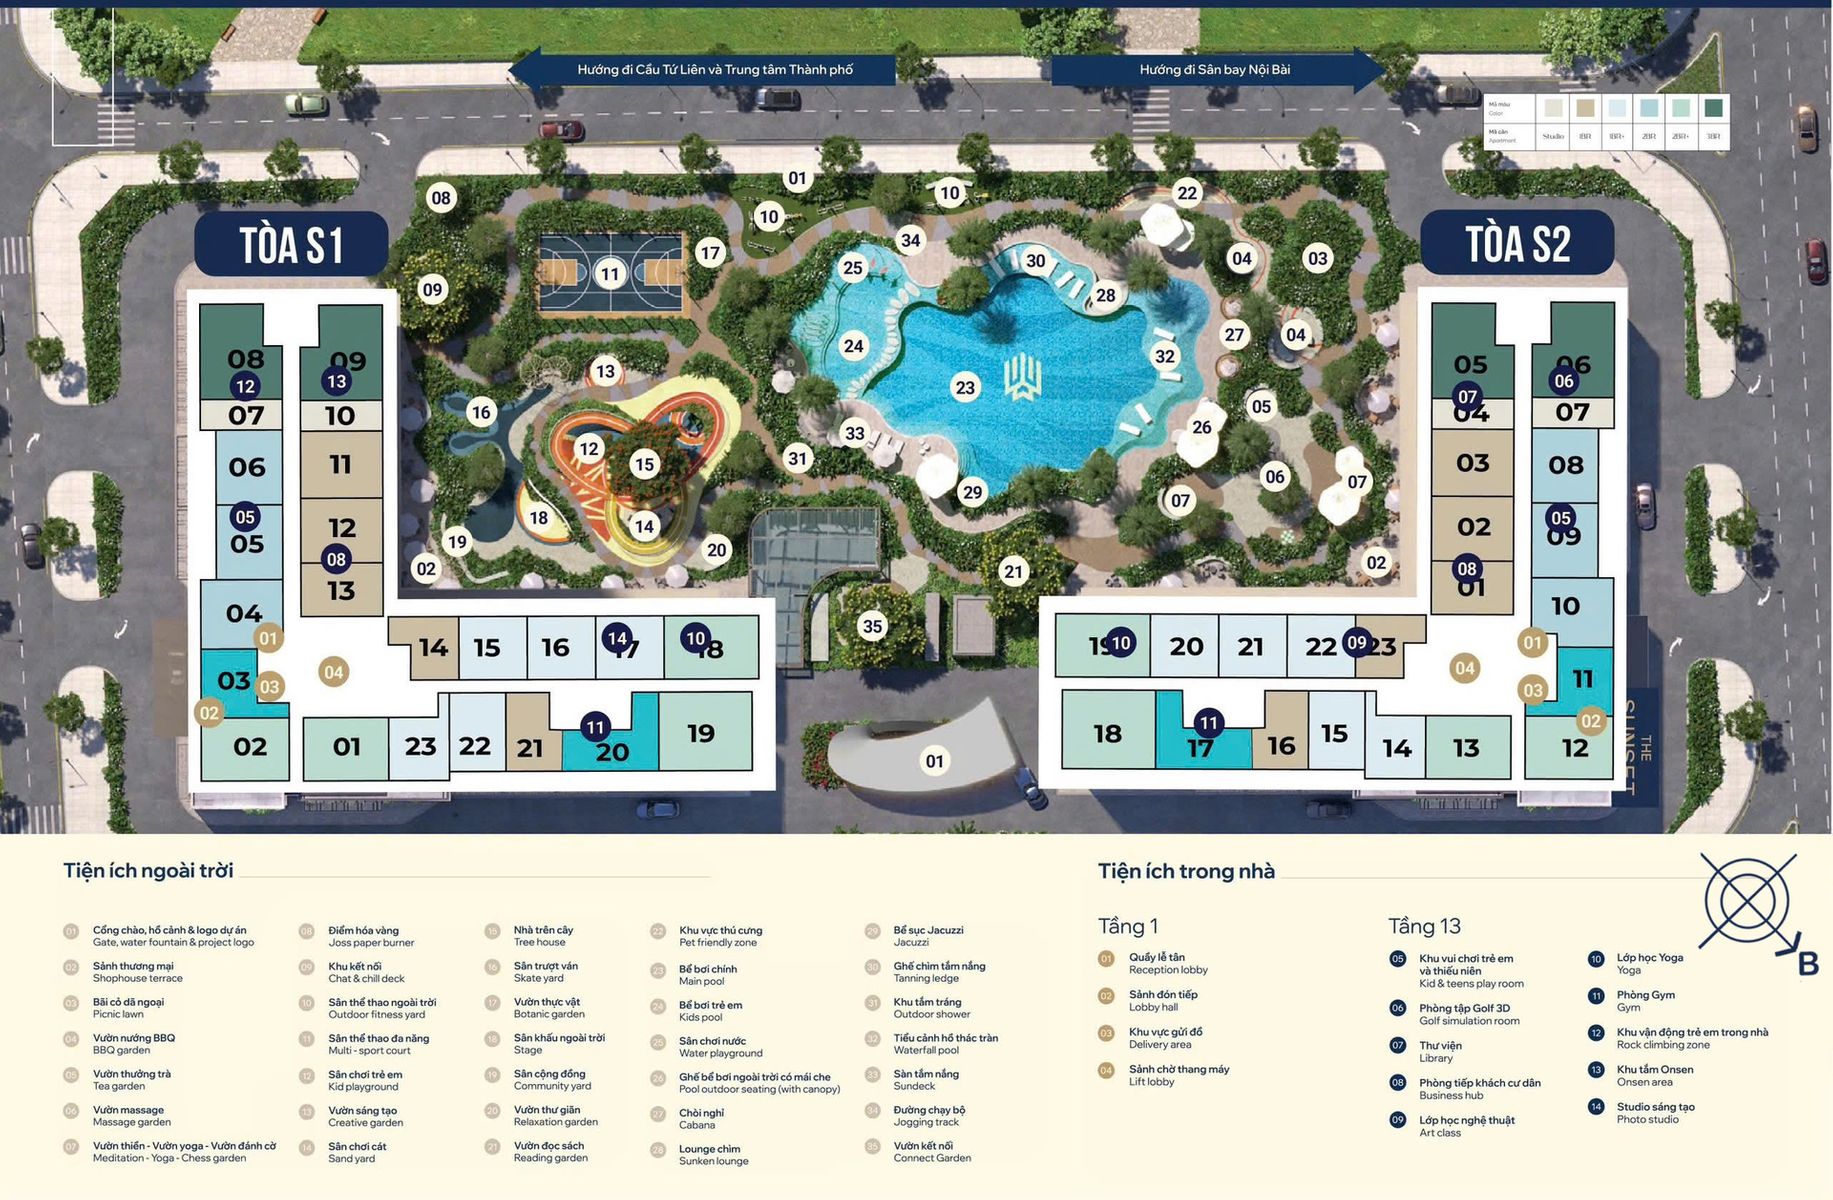 Hướng đi Cầu Tứ Liên và Trung tâm Thành phố
Hướng đi Sân bay Nội Bài
Mã màu
Color
Mã căn
Apartment
Studio
1BR
1BR+
2BR
2BR+
3BR
TÒA S1
TÒA S2
08
09
01
10
10
34
17
11
25
30
28
24
23
32
22
04
03
27
04
05
26
06
07
07
02
33
29
31
13
16
12
15
18
14
19
20
02
21
35
01
08
12
09
13
07
10
06
11
05
05
12
08
04
13
01
03
03
02
04
02
14
15
16
14
17
10
18
01
23
22
21
11
20
19
05
07
04
06
06
07
03
08
02
05
09
08
01
10
01
11
03
02
04
12
10
19
20
21
22
09
23
18
11
17
16
15
14
13
THE
SUNSET
Tiện ích ngoài trời
01 Cổng chào, hồ cảnh & logo dự án
Gate, water fountain & project logo
02 Sảnh thương mại
Shophouse terrace
03 Bãi cỏ dã ngoại
Picnic lawn
04 Vườn nướng BBQ
BBQ garden
05 Vườn thưởng trà
Tea garden
06 Vườn massage
Massage garden
07 Vườn thiền - Vườn yoga - Vườn đánh cờ
Meditation - Yoga - Chess garden
08 Điểm hóa vàng
Joss paper burner
09 Khu kết nối
Chat & chill deck
10 Sân thể thao ngoài trời
Outdoor fitness yard
11 Sân thể thao đa năng
Multi - sport court
12 Sân chơi trẻ em
Kid playground
13 Vườn sáng tạo
Creative garden
14 Sân chơi cát
Sand yard
15 Nhà trên cây
Tree house
16 Sân trượt ván
Skate yard
17 Vườn thực vật
Botanic garden
18 Sân khấu ngoài trời
Stage
19 Sân cộng đồng
Community yard
20 Vườn thư giãn
Relaxation garden
21 Vườn đọc sách
Reading garden
22 Khu vực thú cưng
Pet friendly zone
23 Bể bơi chính
Main pool
24 Bể bơi trẻ em
Kids pool
25 Sân chơi nước
Water playground
26 Ghế bể bơi ngoài trời có mái che
Pool outdoor seating (with canopy)
27 Chòi nghỉ
Cabana
28 Lounge chìm
Sunken lounge
29 Bể sục Jacuzzi
Jacuzzi
30 Ghế chìm tắm nắng
Tanning ledge
31 Khu tắm tráng
Outdoor shower
32 Tiểu cảnh hồ thác tràn
Waterfall pool
33 Sàn tắm nắng
Sundeck
34 Đường chạy bộ
Jogging track
35 Vườn kết nối
Connect Garden
Tiện ích trong nhà
Tầng 1
01 Quầy lễ tân
Reception lobby
02 Sảnh đón tiếp
Lobby hall
03 Khu vực gửi đồ
Delivery area
04 Sảnh chờ thang máy
Lift lobby
Tầng 13
05 Khu vui chơi trẻ em
và thiếu niên
Kid & teens play room
06 Phòng tập Golf 3D
Golf simulation room
07 Thư viện
Library
08 Phòng tiếp khách cư dân
Business hub
09 Lớp học nghệ thuật
Art class
10 Lớp học Yoga
Yoga
11 Phòng Gym
Gym
12 Khu vận động trẻ em trong nhà
Rock climbing zone
13 Khu tắm Onsen
Onsen area
14 Studio sáng tạo
Photo studio
B